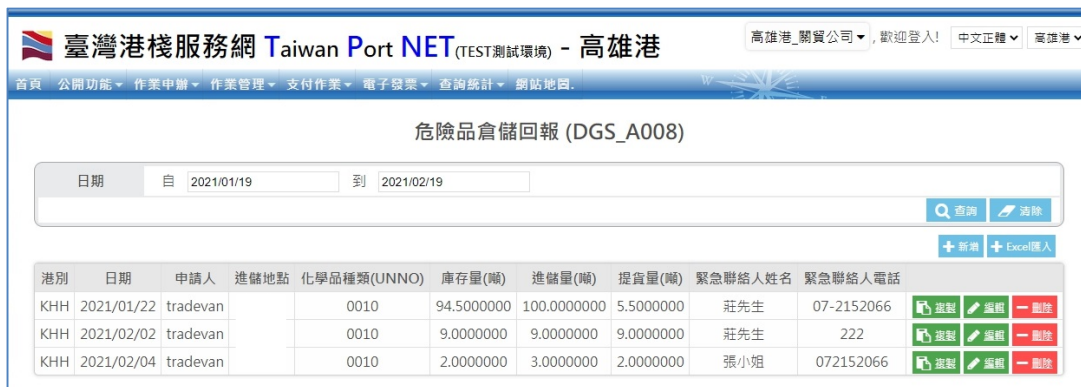 臺灣港棧服務網 Taiwan Port NET(TEST測試環境) - 高雄港
高雄港_關貿公司 , 歡迎登入! 中文正體 高雄港
首頁 公開功能 作業申辦 作業管理 支付作業 電子發票 查詢統計 網站地圖.
危險品倉儲回報 (DGS_A008)
日期 自 2021/01/19 到 2021/02/19
查詢 清除
新增 Excel匯入
港別 日期 申請人 進儲地點 化學品種類(UNNO) 庫存量(噸) 進儲量(噸) 提貨量(噸) 緊急聯絡人姓名 緊急聯絡人電話
KHH 2021/01/22 tradevan 0010 94.5000000 100.0000000 5.5000000 莊先生 07-2152066 複製 編輯 刪除
KHH 2021/02/02 tradevan 0010 9.0000000 9.0000000 9.0000000 莊先生 222 複製 編輯 刪除
KHH 2021/02/04 tradevan 0010 2.0000000 3.0000000 2.0000000 張小姐 072152066 複製 編輯 刪除